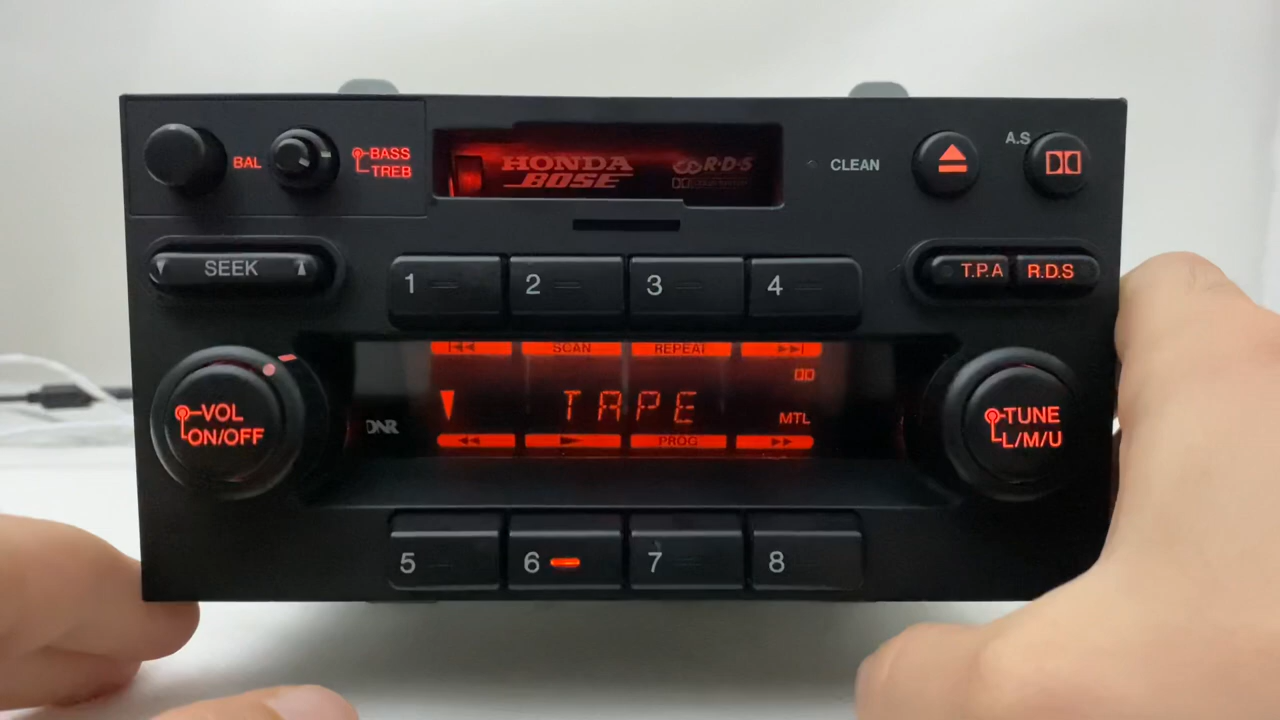 BAL
BASS
TREB
HONDA
BOSE
R·D·S
CLEAN
A.S
SEEK
1
2
3
4
T.P.A
R.D.S
SCAN
REPEAT
VOL
ON/OFF
DNR
TAPE
MTL
PROG
TUNE
L/M/U
5
6
7
8